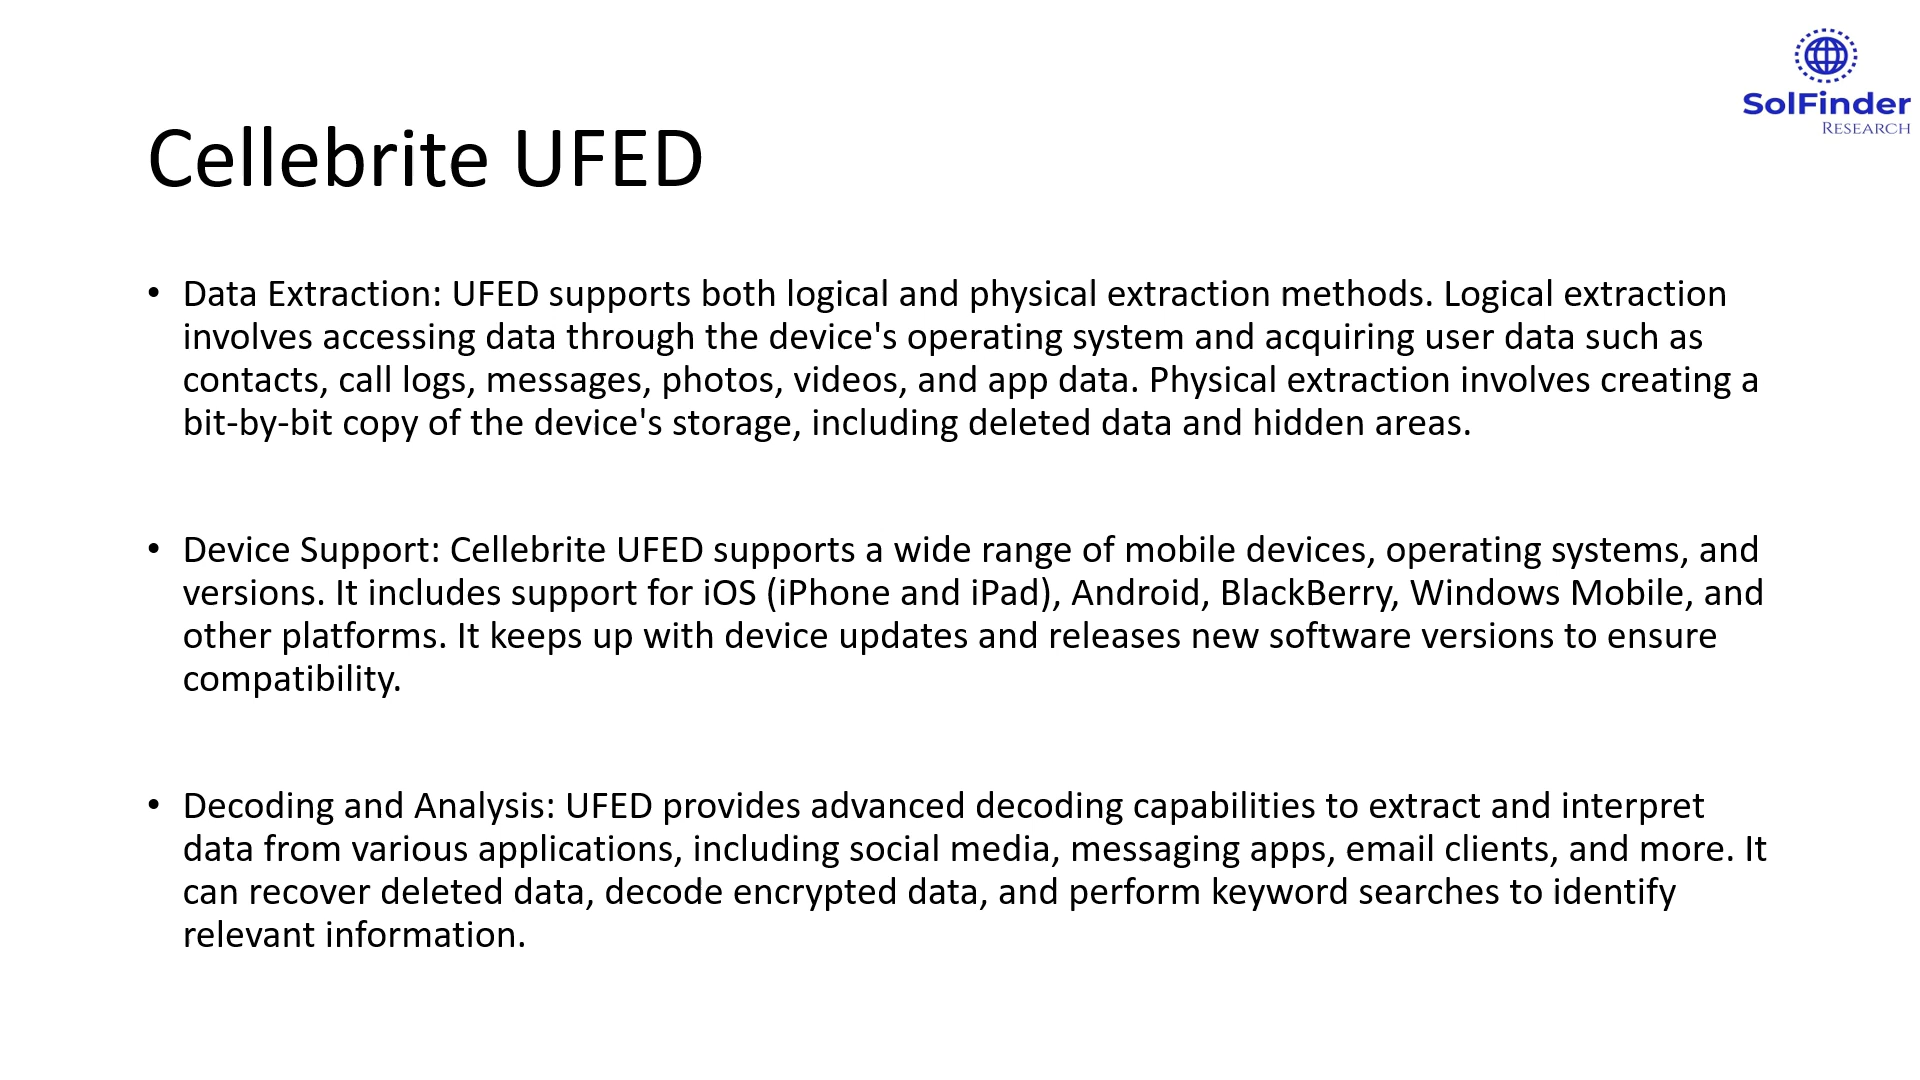 SolFinder
RESEARCH
Cellebrite UFED
• Data Extraction: UFED supports both logical and physical extraction methods. Logical extraction
involves accessing data through the device's operating system and acquiring user data such as
contacts, call logs, messages, photos, videos, and app data. Physical extraction involves creating a
bit-by-bit copy of the device's storage, including deleted data and hidden areas.
• Device Support: Cellebrite UFED supports a wide range of mobile devices, operating systems, and
versions. It includes support for iOS (iPhone and iPad), Android, BlackBerry, Windows Mobile, and
other platforms. It keeps up with device updates and releases new software versions to ensure
compatibility.
• Decoding and Analysis: UFED provides advanced decoding capabilities to extract and interpret
data from various applications, including social media, messaging apps, email clients, and more. It
can recover deleted data, decode encrypted data, and perform keyword searches to identify
relevant information.